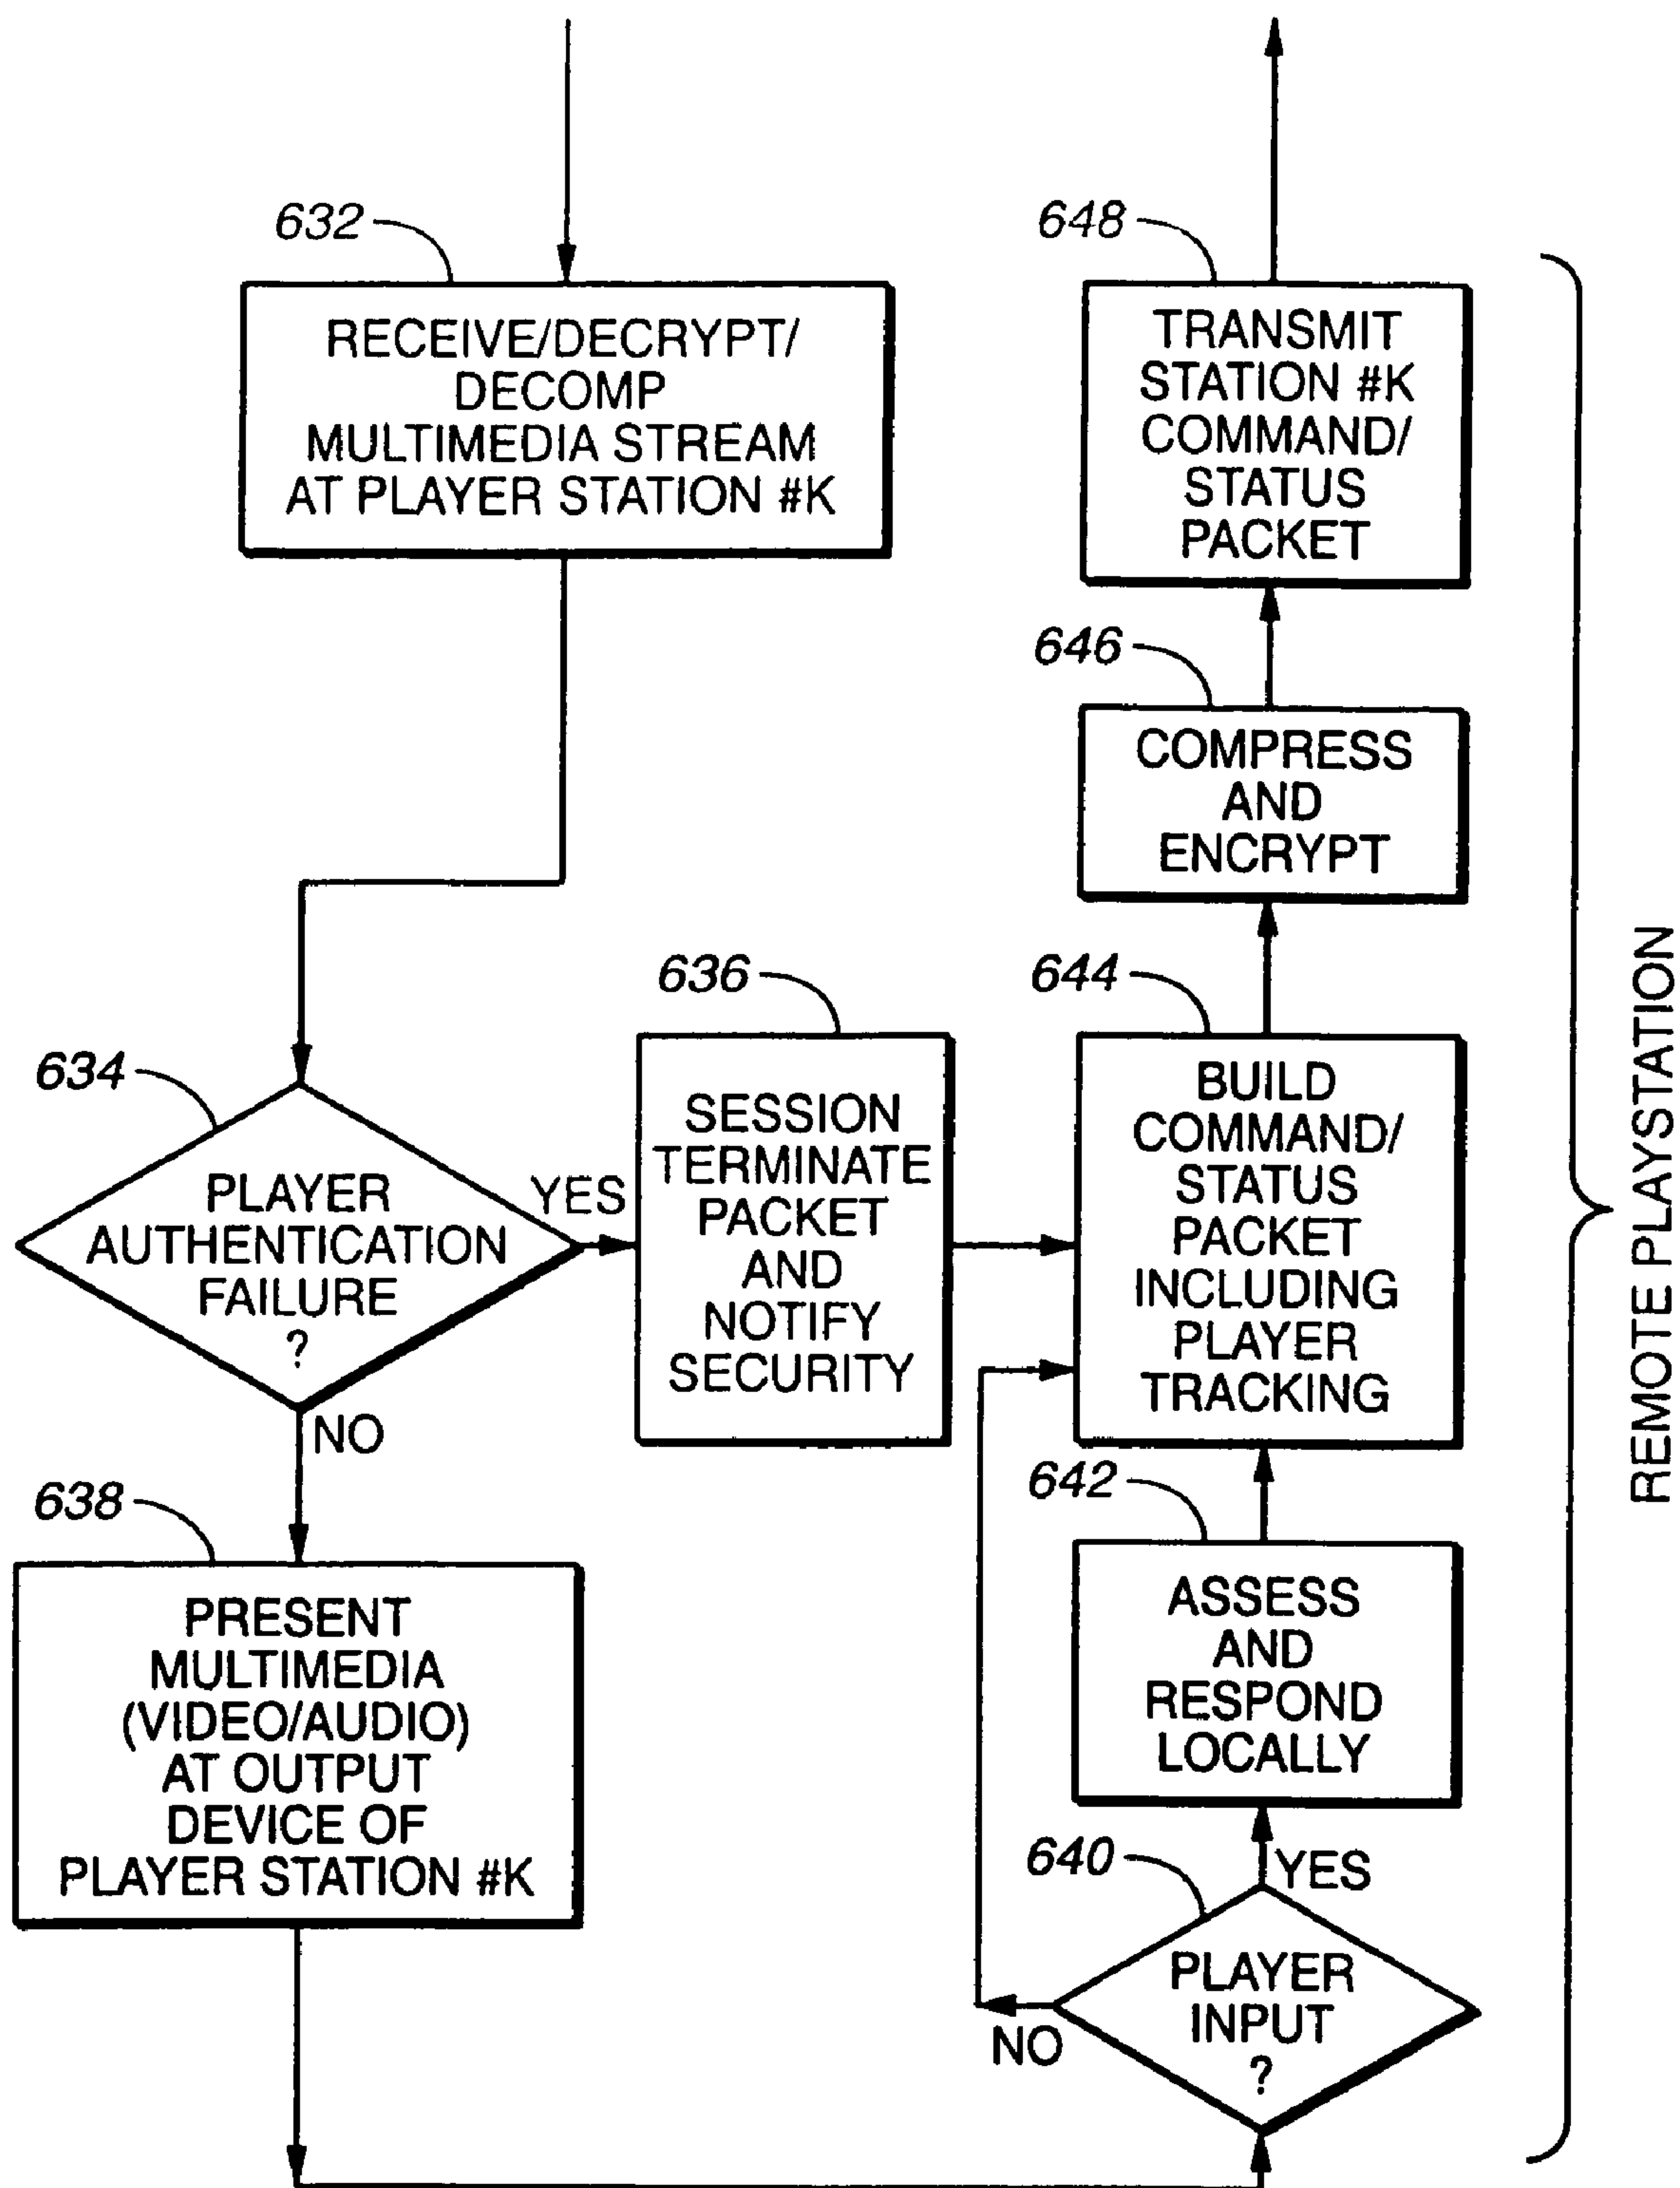 632
RECEIVE/DECRYPT/
DECOMP
MULTIMEDIA STREAM
AT PLAYER STATION #K
634
PLAYER
AUTHENTICATION
FAILURE
?
YES
NO
636
SESSION
TERMINATE
PACKET
AND
NOTIFY
SECURITY
638
PRESENT
MULTIMEDIA
(VIDEO/AUDIO)
AT OUTPUT
DEVICE OF
PLAYER STATION #K
648
TRANSMIT
STATION #K
COMMAND/
STATUS
PACKET
646
COMPRESS
AND
ENCRYPT
644
BUILD
COMMAND/
STATUS
PACKET
INCLUDING
PLAYER
TRACKING
642
ASSESS
AND
RESPOND
LOCALLY
640
YES
PLAYER
INPUT
?
NO
REMOTE PLAYSTATION